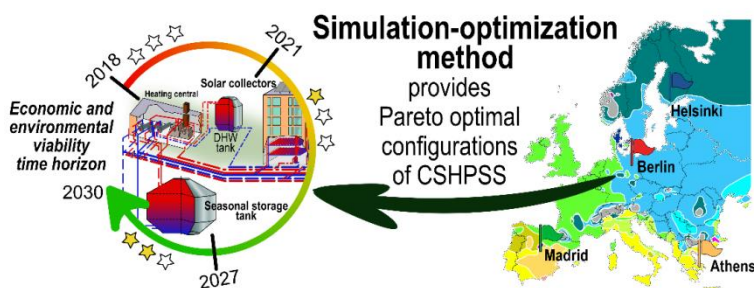 2018
2021
Heating central
Solar collectors
DHW
tank
Economic and
environmental
viability
time horizon
2030
Seasonal storage
tank
2027
Simulation-optimization
method
provides
Pareto optimal
configurations
of CSHPSS
Helsinki
Berlin
Madrid
Athens